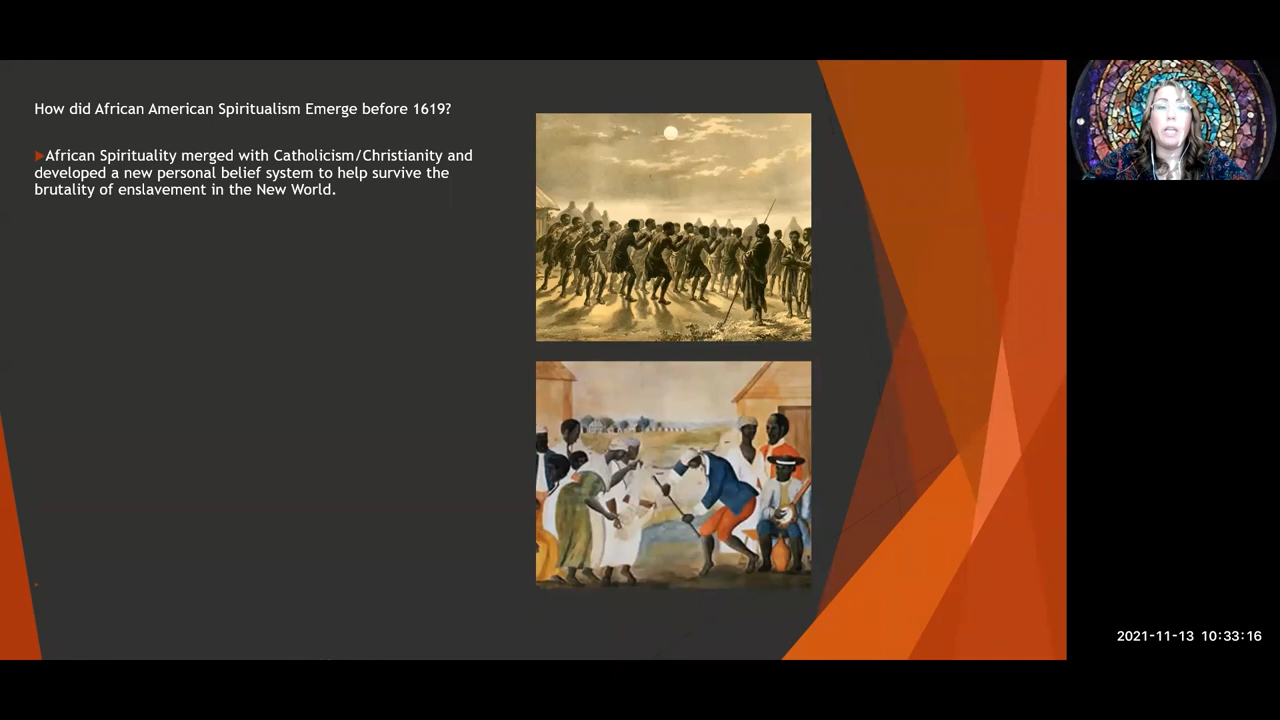 How did African American Spiritualism Emerge before 1619?
African Spirituality merged with Catholicism/Christianity and
developed a new personal belief system to help survive the
brutality of enslavement in the New World.
2021-11-13 10:33:16